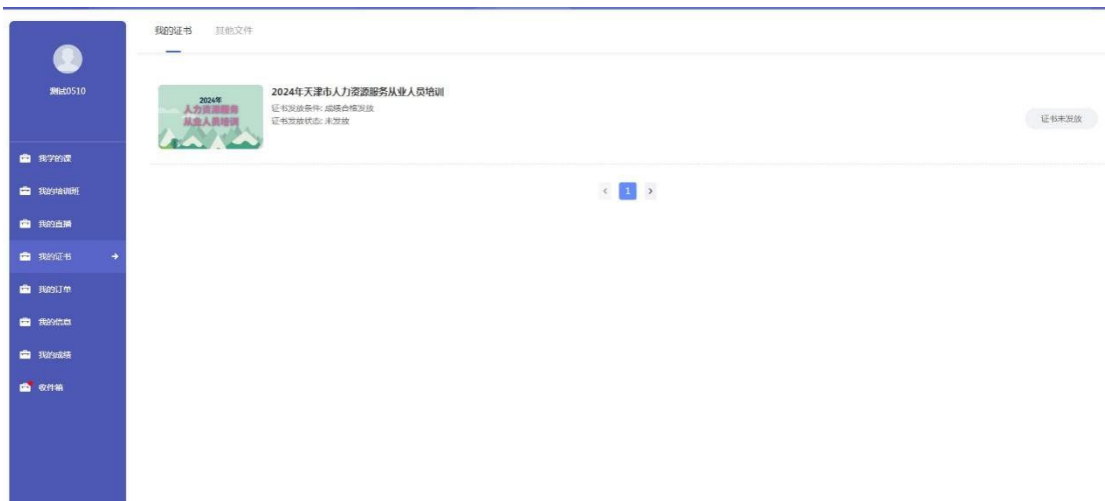 我的证书 其他文件
测试0510
2024年
人力资源服务
从业人员培训
2024年天津市人力资源服务从业人员培训
证书发放条件: 成绩合格发放
证书发放状态: 未发放
证书未发放
我学的课
我的培训班
我的直播
我的证书
我的订单
我的信息
我的成绩
收件箱
1